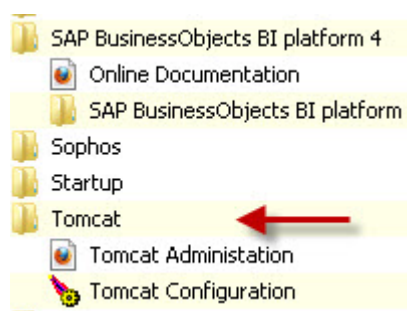 SAP BusinessObjects BI platform 4
Online Documentation
SAP BusinessObjects BI platform
Sophos
Startup
Tomcat
Tomcat Administation
Tomcat Configuration